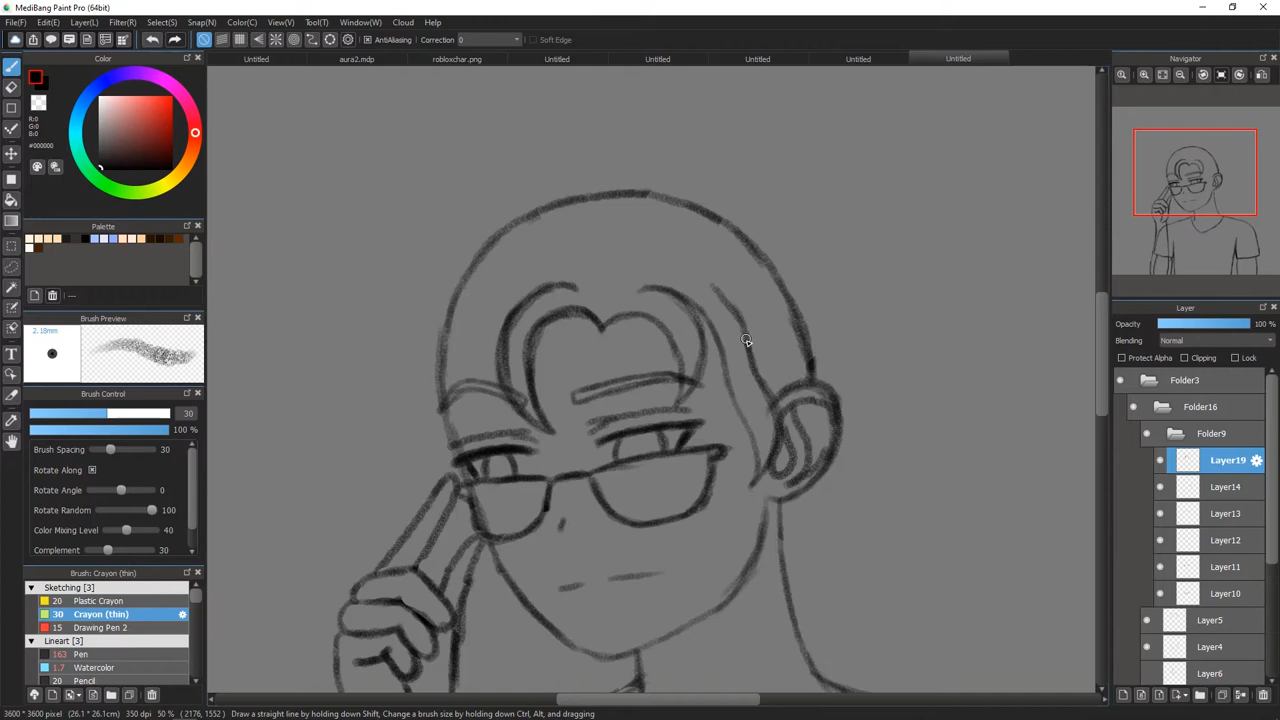 MediBang Paint Pro (64bit)
File(F) Edit(E) Layer(L) Filter(R) Select(S) Snap(N) Color(C) View(V) Tool(T) Window(W) Cloud Help
AntiAliasing Correction 0 Soft Edge
Color
Untitled aura2.mdp robloxchar.png Untitled Untitled Untitled Untitled Untitled
Navigator
R:0
G:0
B:0
#000000
Palette
---
Brush Preview
2.18mm
Brush Control
30
100 %
Brush Spacing 30
Rotate Along
Rotate Angle 0
Rotate Random 100
Color Mixing Level 40
Complement 30
Brush: Crayon (thin)
Sketching [3]
20 Plastic Crayon
30 Crayon (thin)
15 Drawing Pen 2
Lineart [3]
163 Pen
1.7 Watercolor
20 Pencil
Layer
Opacity 100 %
Blending Normal
Protect Alpha Clipping Lock
Folder3
Folder16
Folder9
Layer19
Layer14
Layer13
Layer12
Layer11
Layer10
Layer5
Layer4
Layer6
3600 * 3600 pixel (26.1 * 26.1cm) 350 dpi 50 % ( 2176, 1552 ) Draw a straight line by holding down Shift, Change a brush size by holding down Ctrl, Alt, and dragging